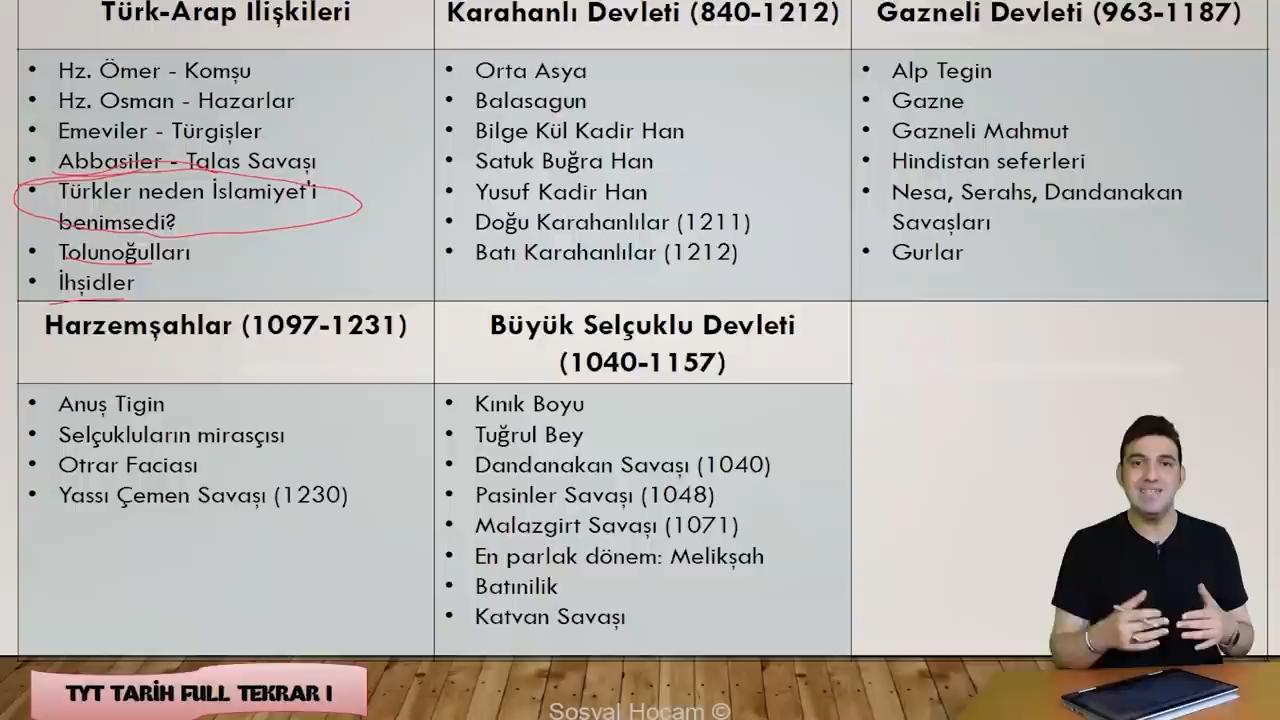 Türk-Arap İlişkileri
Hz. Ömer - Komşu
Hz. Osman - Hazarlar
Emeviler - Türgişler
Abbasiler - Talas Savaşı
Türkler neden İslamiyet'i
benimsedi?
Tolunoğulları
İhşidler
Karahanlı Devleti (840-1212)
Orta Asya
Balasagun
Bilge Kül Kadir Han
Satuk Buğra Han
Yusuf Kadir Han
Doğu Karahanlılar (1211)
Batı Karahanlılar (1212)
Gazneli Devleti (963-1187)
Alp Tegin
Gazne
Gazneli Mahmut
Hindistan seferleri
Nesa, Serahs, Dandanakan
Savaşları
Gurlar
Harzemşahlar (1097-1231)
Anuş Tigin
Selçukluların mirasçısı
Otrar Faciası
Yassı Çemen Savaşı (1230)
Büyük Selçuklu Devleti
(1040-1157)
Kınık Boyu
Tuğrul Bey
Dandanakan Savaşı (1040)
Pasinler Savaşı (1048)
Malazgirt Savaşı (1071)
En parlak dönem: Melikşah
Batınilik
Katvan Savaşı
TYT TARİH FULL TEKRAR I
Sosyal Hocam ©